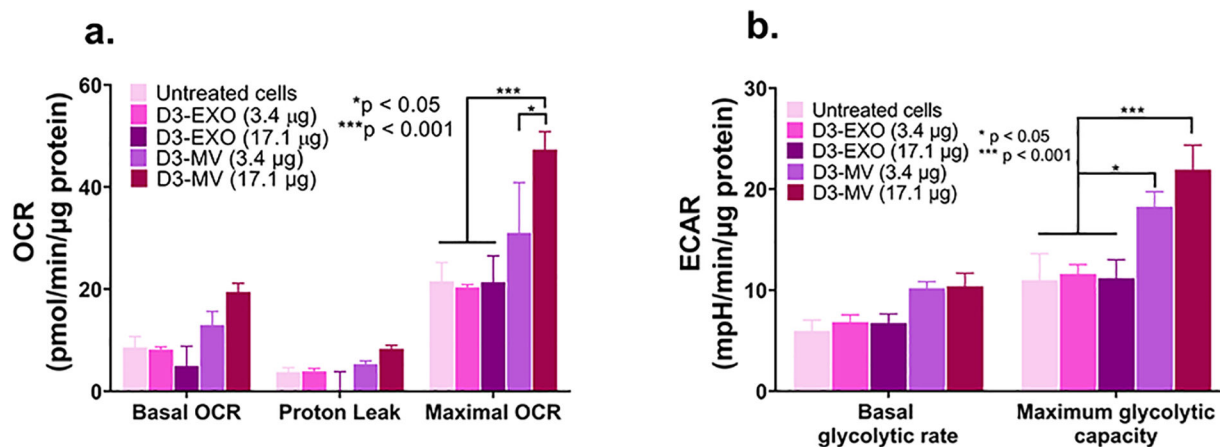 a.
OCR
(pmol/min/µg protein)
60
40
20
0
Untreated cells
D3-EXO (3.4 µg)
D3-EXO (17.1 µg)
D3-MV (3.4 µg)
D3-MV (17.1 µg)
*p < 0.05
***p < 0.001
***
*
Basal OCR
Proton Leak
Maximal OCR
b.
ECAR
(mpH/min/µg protein)
30
20
10
0
Untreated cells
D3-EXO (3.4 µg)
D3-EXO (17.1 µg)
D3-MV (3.4 µg)
D3-MV (17.1 µg)
* p < 0.05
*** p < 0.001
***
*
Basal
glycolytic rate
Maximum glycolytic
capacity